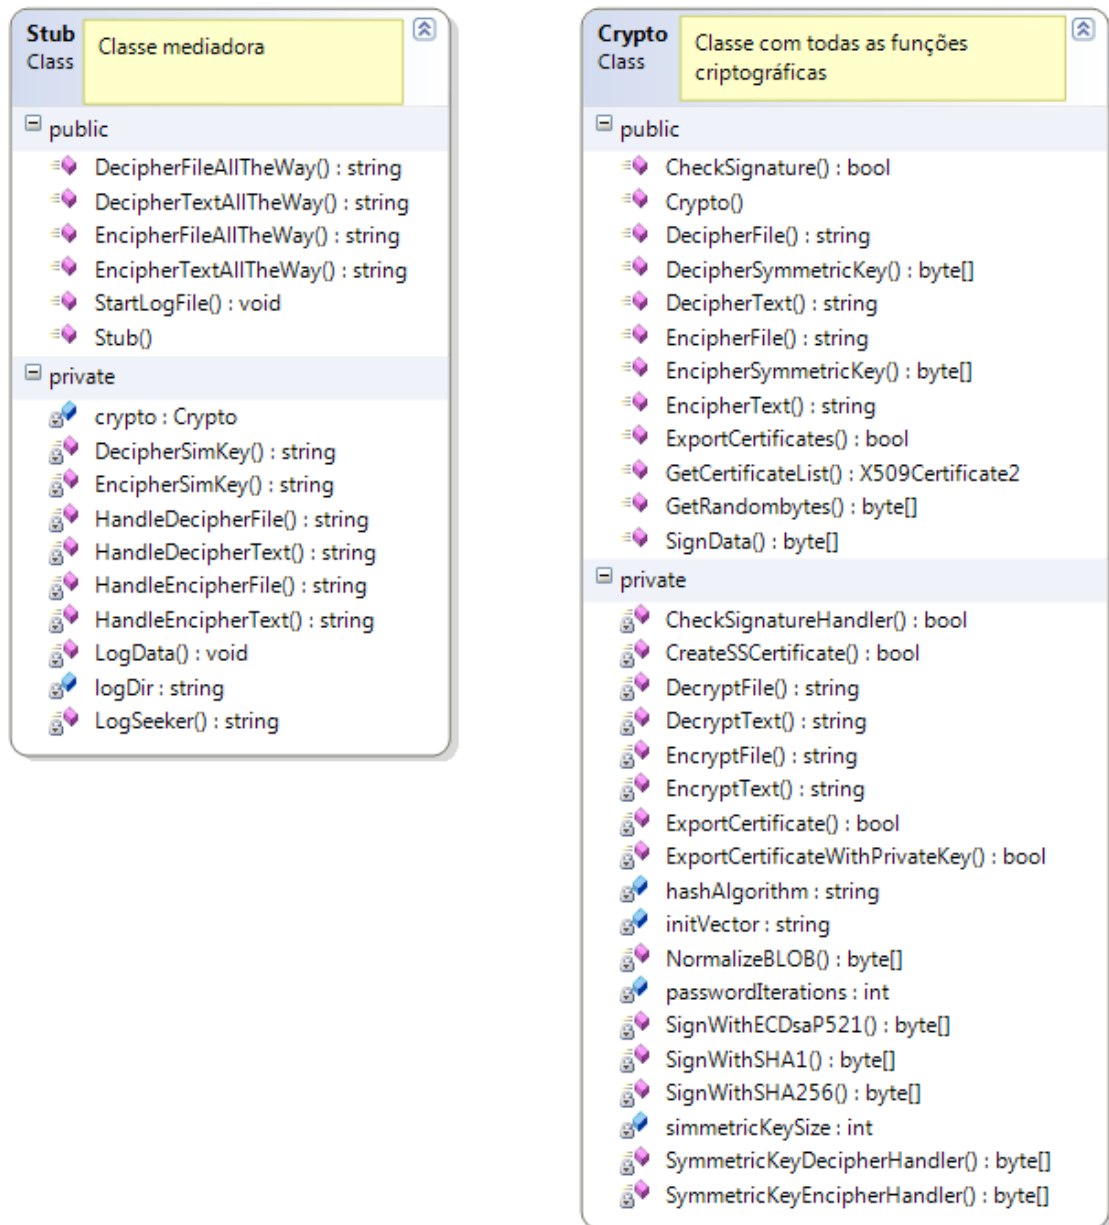 Stub
Class
Classe mediadora
public
DecipherFileAllTheWay() : string
DecipherTextAllTheWay() : string
EncipherFileAllTheWay() : string
EncipherTextAllTheWay() : string
StartLogFile() : void
Stub()
private
crypto : Crypto
DecipherSimKey() : string
EncipherSimKey() : string
HandleDecipherFile() : string
HandleDecipherText() : string
HandleEncipherFile() : string
HandleEncipherText() : string
LogData() : void
logDir : string
LogSeeker() : string
Crypto
Class
Classe com todas as funções
criptográficas
public
CheckSignature() : bool
Crypto()
DecipherFile() : string
DecipherSymmetricKey() : byte[]
DecipherText() : string
EncipherFile() : string
EncipherSymmetricKey() : byte[]
EncipherText() : string
ExportCertificates() : bool
GetCertificateList() : X509Certificate2
GetRandombytes() : byte[]
SignData() : byte[]
private
CheckSignatureHandler() : bool
CreateSSCertificate() : bool
DecryptFile() : string
DecryptText() : string
EncryptFile() : string
EncryptText() : string
ExportCertificate() : bool
ExportCertificateWithPrivateKey() : bool
hashAlgorithm : string
initVector : string
NormalizeBLOB() : byte[]
passwordIterations : int
SignWithECDsaP521() : byte[]
SignWithSHA1() : byte[]
SignWithSHA256() : byte[]
simmetricKeySize : int
SymmetricKeyDecipherHandler() : byte[]
SymmetricKeyEncipherHandler() : byte[]